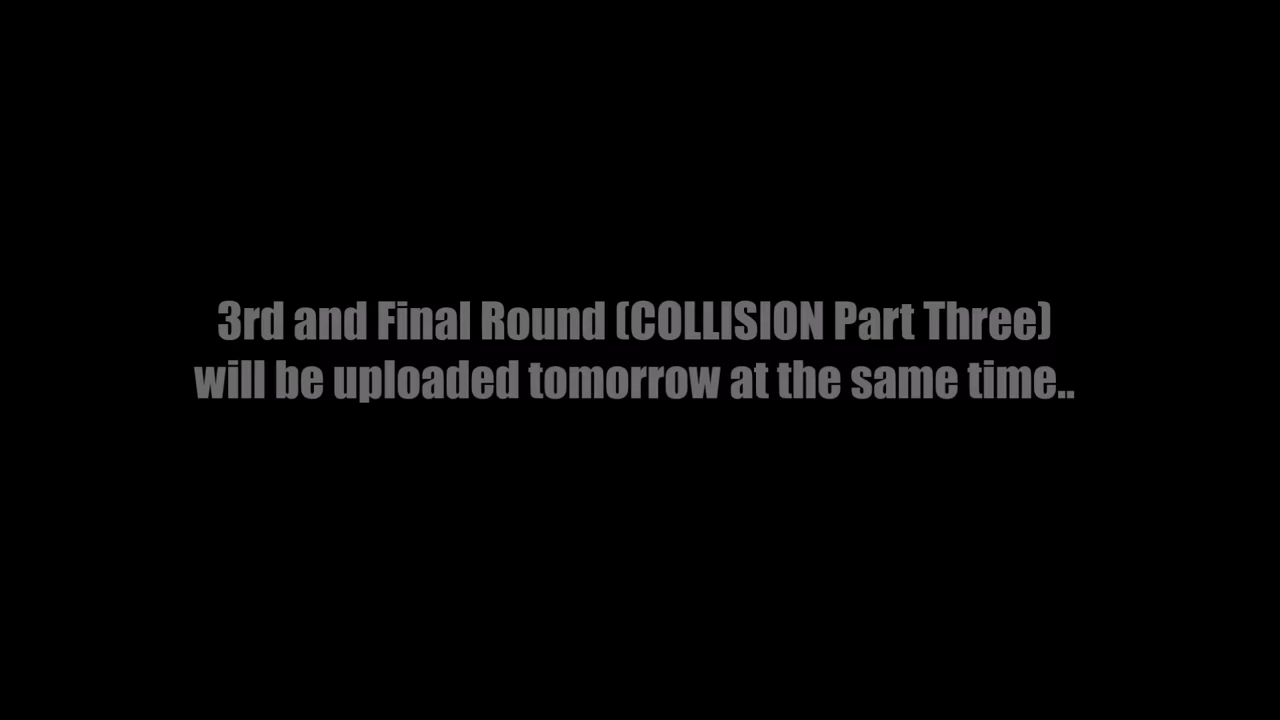 3rd and Final Round (COLLISION Part Three)
will be uploaded tomorrow at the same time..